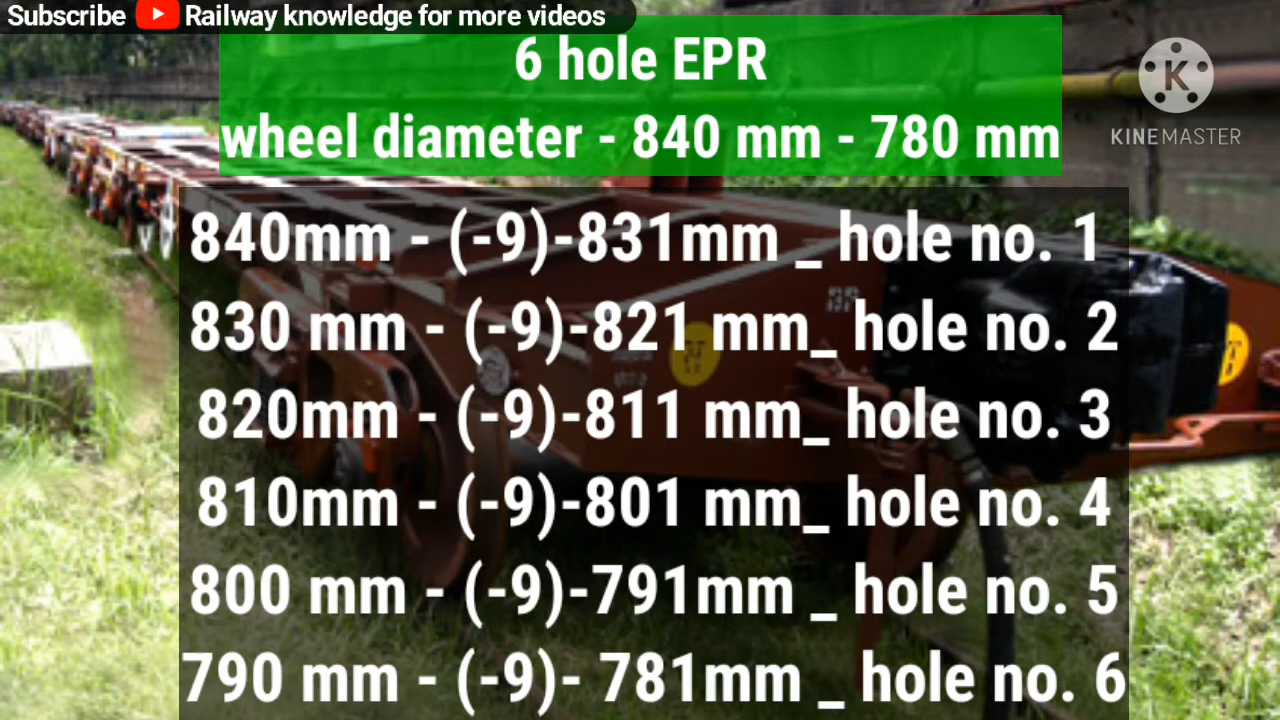 Subscribe Railway knowledge for more videos
6 hole EPR
wheel diameter - 840 mm - 780 mm
K
KINEMASTER
840mm - (-9)-831mm _ hole no. 1
830 mm - (-9)-821 mm_ hole no. 2
820mm - (-9)-811 mm_ hole no. 3
810mm - (-9)-801 mm_ hole no. 4
800 mm - (-9)-791mm _ hole no. 5
790 mm - (-9)- 781mm _ hole no. 6